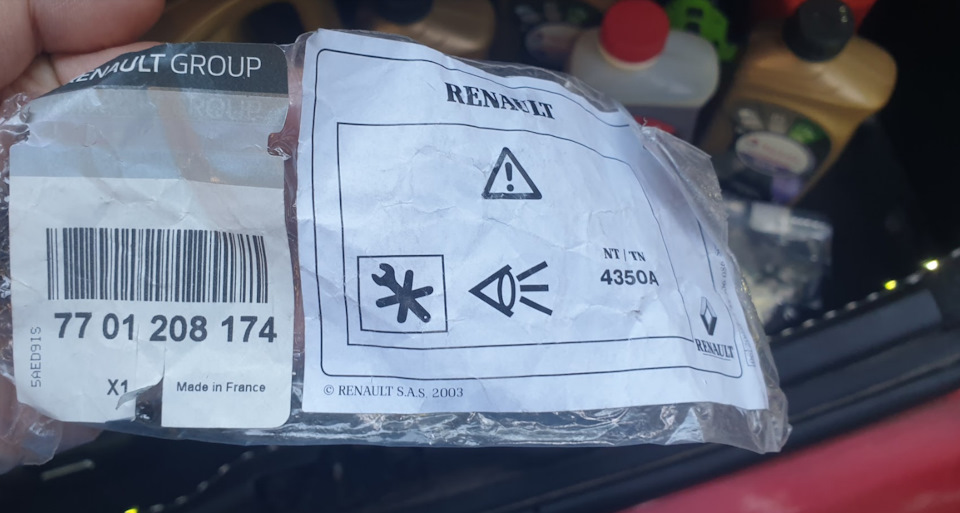 RENAULT GROUP
77 01 208 174
5AED91S
X1
Made in France
RENAULT
NT | TN
4350A
RENAULT
© RENAULT S.A.S. 2003